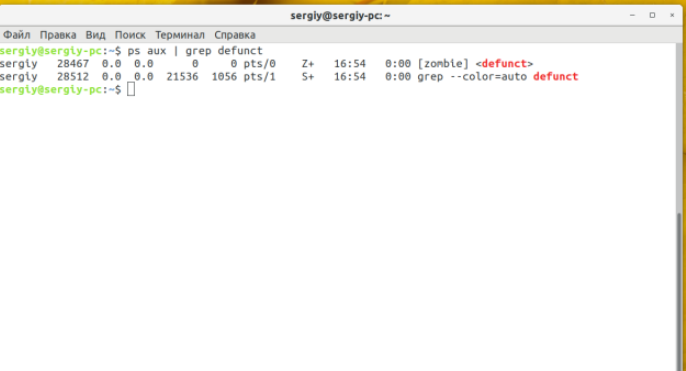 sergiy@sergiy-pc: ~
Файл Правка Вид Поиск Терминал Справка
sergiy@sergiy-pc:~$ ps aux | grep defunct
sergiy 28467 0.0 0.0 0 0 pts/0 Z+ 16:54 0:00 [zombie] <defunct>
sergiy 28512 0.0 0.0 21536 1056 pts/1 S+ 16:54 0:00 grep --color=auto defunct
sergiy@sergiy-pc:~$